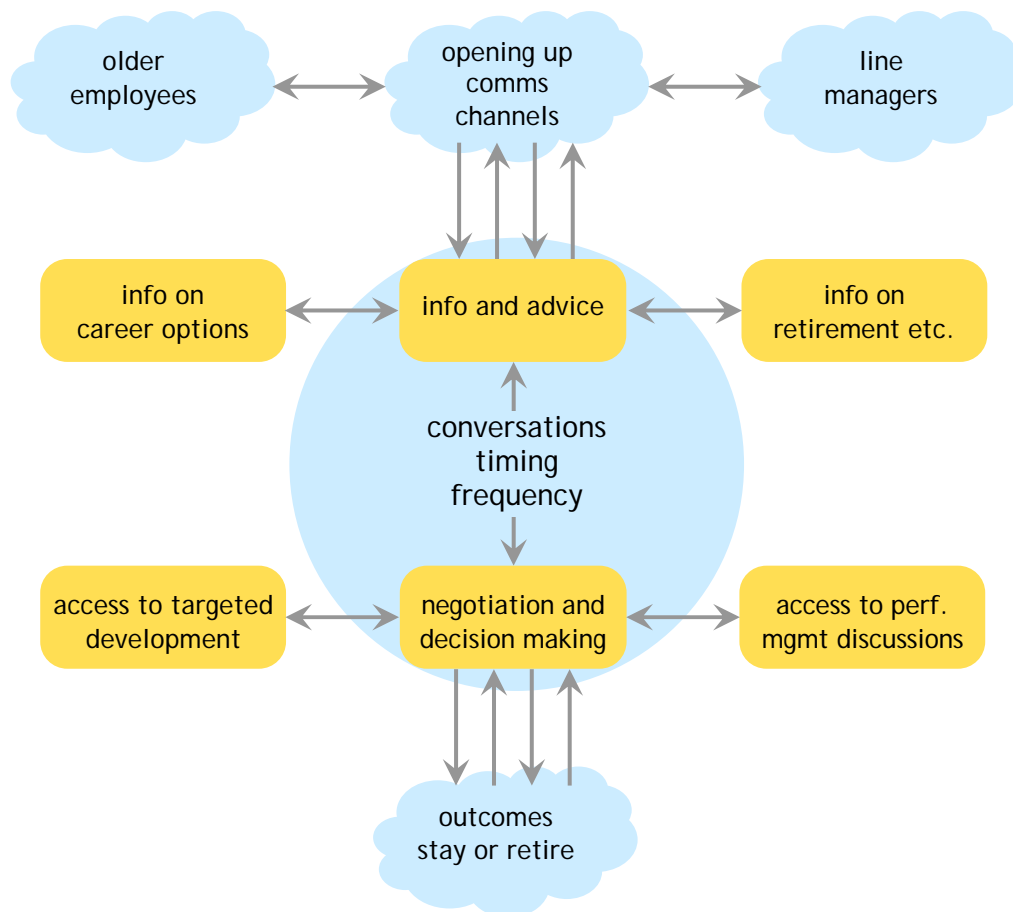 older
employees
opening up
comms
channels
line
managers
info on
career options
info and advice
info on
retirement etc.
conversations
timing
frequency
access to targeted
development
negotiation and
decision making
access to perf.
mgmt discussions
outcomes
stay or retire